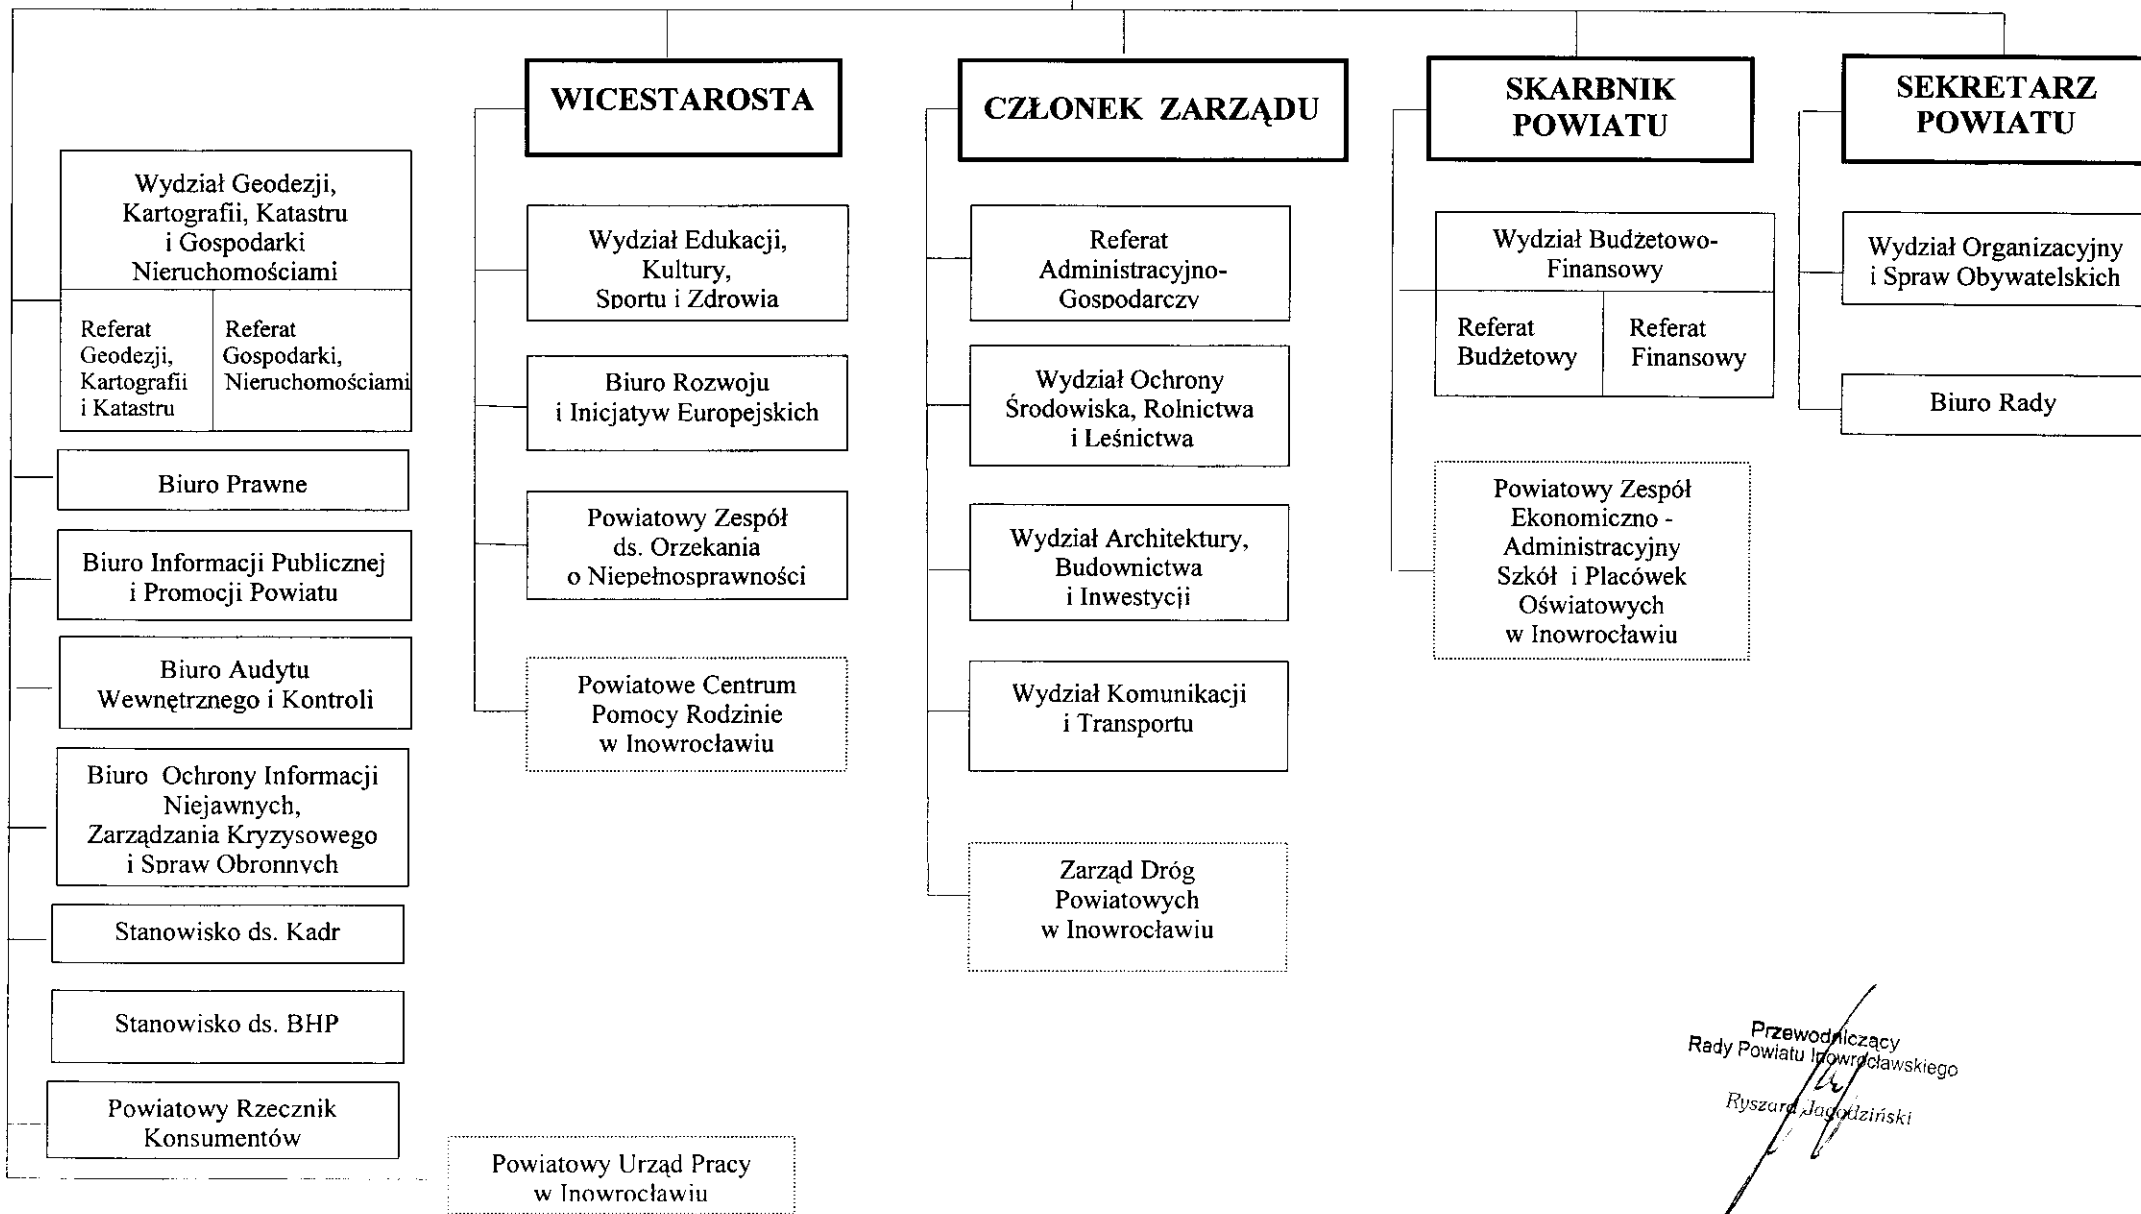 WICESTAROSTA
CZŁONEK ZARZĄDU
SKARBNIK
POWIATU
SEKRETARZ
POWIATU
Wydział Geodezji,
Kartografii, Katastru
i Gospodarki
Nieruchomościami
Referat
Geodezji,
Kartografii
i Katastru
Referat
Gospodarki,
Nieruchomościami
Biuro Prawne
Biuro Informacji Publicznej
i Promocji Powiatu
Biuro Audytu
Wewnętrznego i Kontroli
Biuro Ochrony Informacji
Niejawnych,
Zarządzania Kryzysowego
i Spraw Obronnych
Stanowisko ds. Kadr
Stanowisko ds. BHP
Powiatowy Rzecznik
Konsumentów
Powiatowy Urząd Pracy
w Inowrocławiu
Wydział Edukacji,
Kultury,
Sportu i Zdrowia
Biuro Rozwoju
i Inicjatyw Europejskich
Powiatowy Zespół
ds. Orzekania
o Niepełnosprawności
Powiatowe Centrum
Pomocy Rodzinie
w Inowrocławiu
Referat
Administracyjno-
Gospodarczy
Wydział Ochrony
Środowiska, Rolnictwa
i Leśnictwa
Wydział Architektury,
Budownictwa
i Inwestycji
Wydział Komunikacji
i Transportu
Zarząd Dróg
Powiatowych
w Inowrocławiu
Wydział Budżetowo-
Finansowy
Referat
Budżetowy
Referat
Finansowy
Powiatowy Zespół
Ekonomiczno -
Administracyjny
Szkół i Placówek
Oświatowych
w Inowrocławiu
Wydział Organizacyjny
i Spraw Obywatelskich
Biuro Rady
Przewodniczący
Rady Powiatu Inowrocławskiego
Ryszard Jagodziński